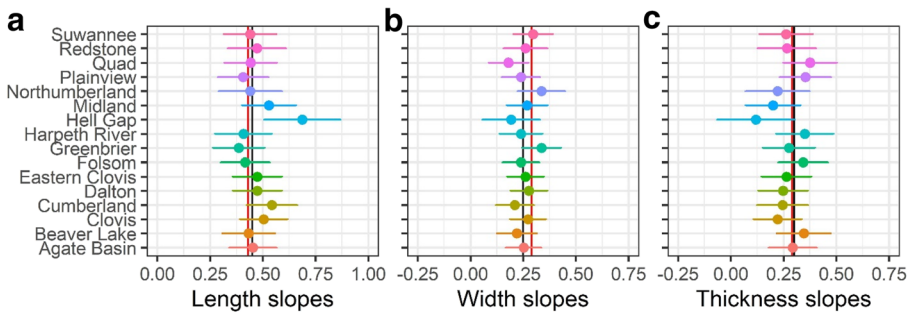 a
b
c
Suwannee
Redstone
Quad
Plainview
Northumberland
Midland
Hell Gap
Harpeth River
Greenbrier
Folsom
Eastern Clovis
Dalton
Cumberland
Clovis
Beaver Lake
Agate Basin
0.00 0.25 0.50 0.75 1.00
-0.25 0.00 0.25 0.50 0.75
-0.25 0.00 0.25 0.50 0.75
Length slopes
Width slopes
Thickness slopes